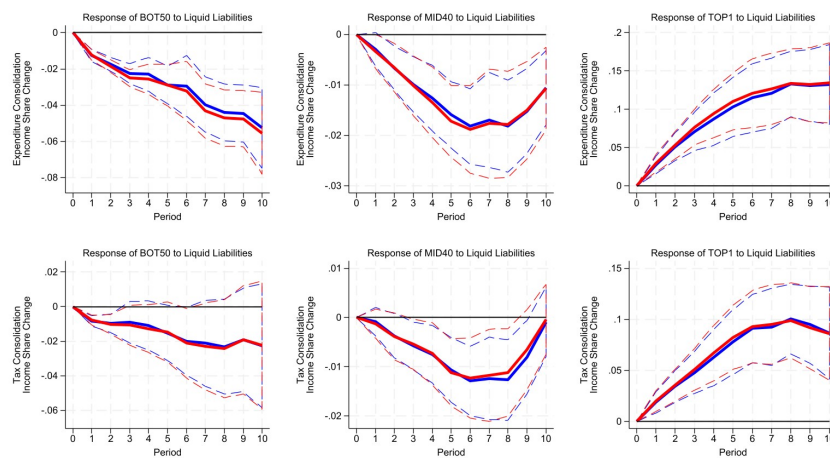 Response of BOT50 to Liquid Liabilities
Expenditure Consolidation
Income Share Change
.00
-.02
-.04
-.06
-.08
0 1 2 3 4 5 6 7 8 9 10
Period
Response of MID40 to Liquid Liabilities
Expenditure Consolidation
Income Share Change
.00
-.01
-.02
-.03
0 1 2 3 4 5 6 7 8 9 10
Period
Response of TOP1 to Liquid Liabilities
Expenditure Consolidation
Income Share Change
.2
.15
.1
.05
0
0 1 2 3 4 5 6 7 8 9 10
Period
Response of BOT50 to Liquid Liabilities
Tax Consolidation
Income Share Change
.02
.00
-.02
-.04
-.06
0 1 2 3 4 5 6 7 8 9 10
Period
Response of MID40 to Liquid Liabilities
Tax Consolidation
Income Share Change
.01
.00
-.01
-.02
0 1 2 3 4 5 6 7 8 9 10
Period
Response of TOP1 to Liquid Liabilities
Tax Consolidation
Income Share Change
.15
.1
.05
0
0 1 2 3 4 5 6 7 8 9 10
Period